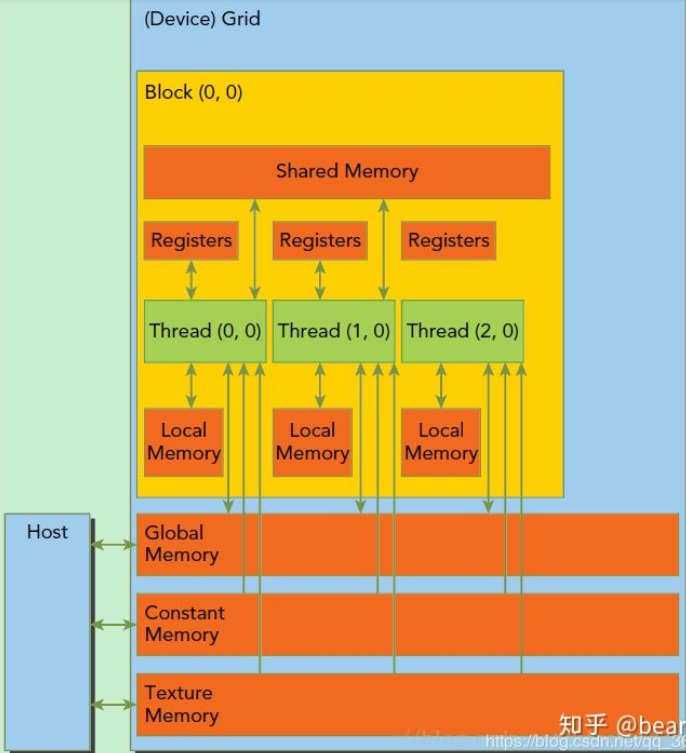 (Device) Grid
Block (0, 0)
Shared Memory
Registers
Registers
Registers
Thread (0, 0)
Thread (1, 0)
Thread (2, 0)
Local
Memory
Local
Memory
Local
Memory
Host
Global
Memory
Constant
Memory
Texture
Memory
知乎 @bear
https://blog.csdn.net/qq_36